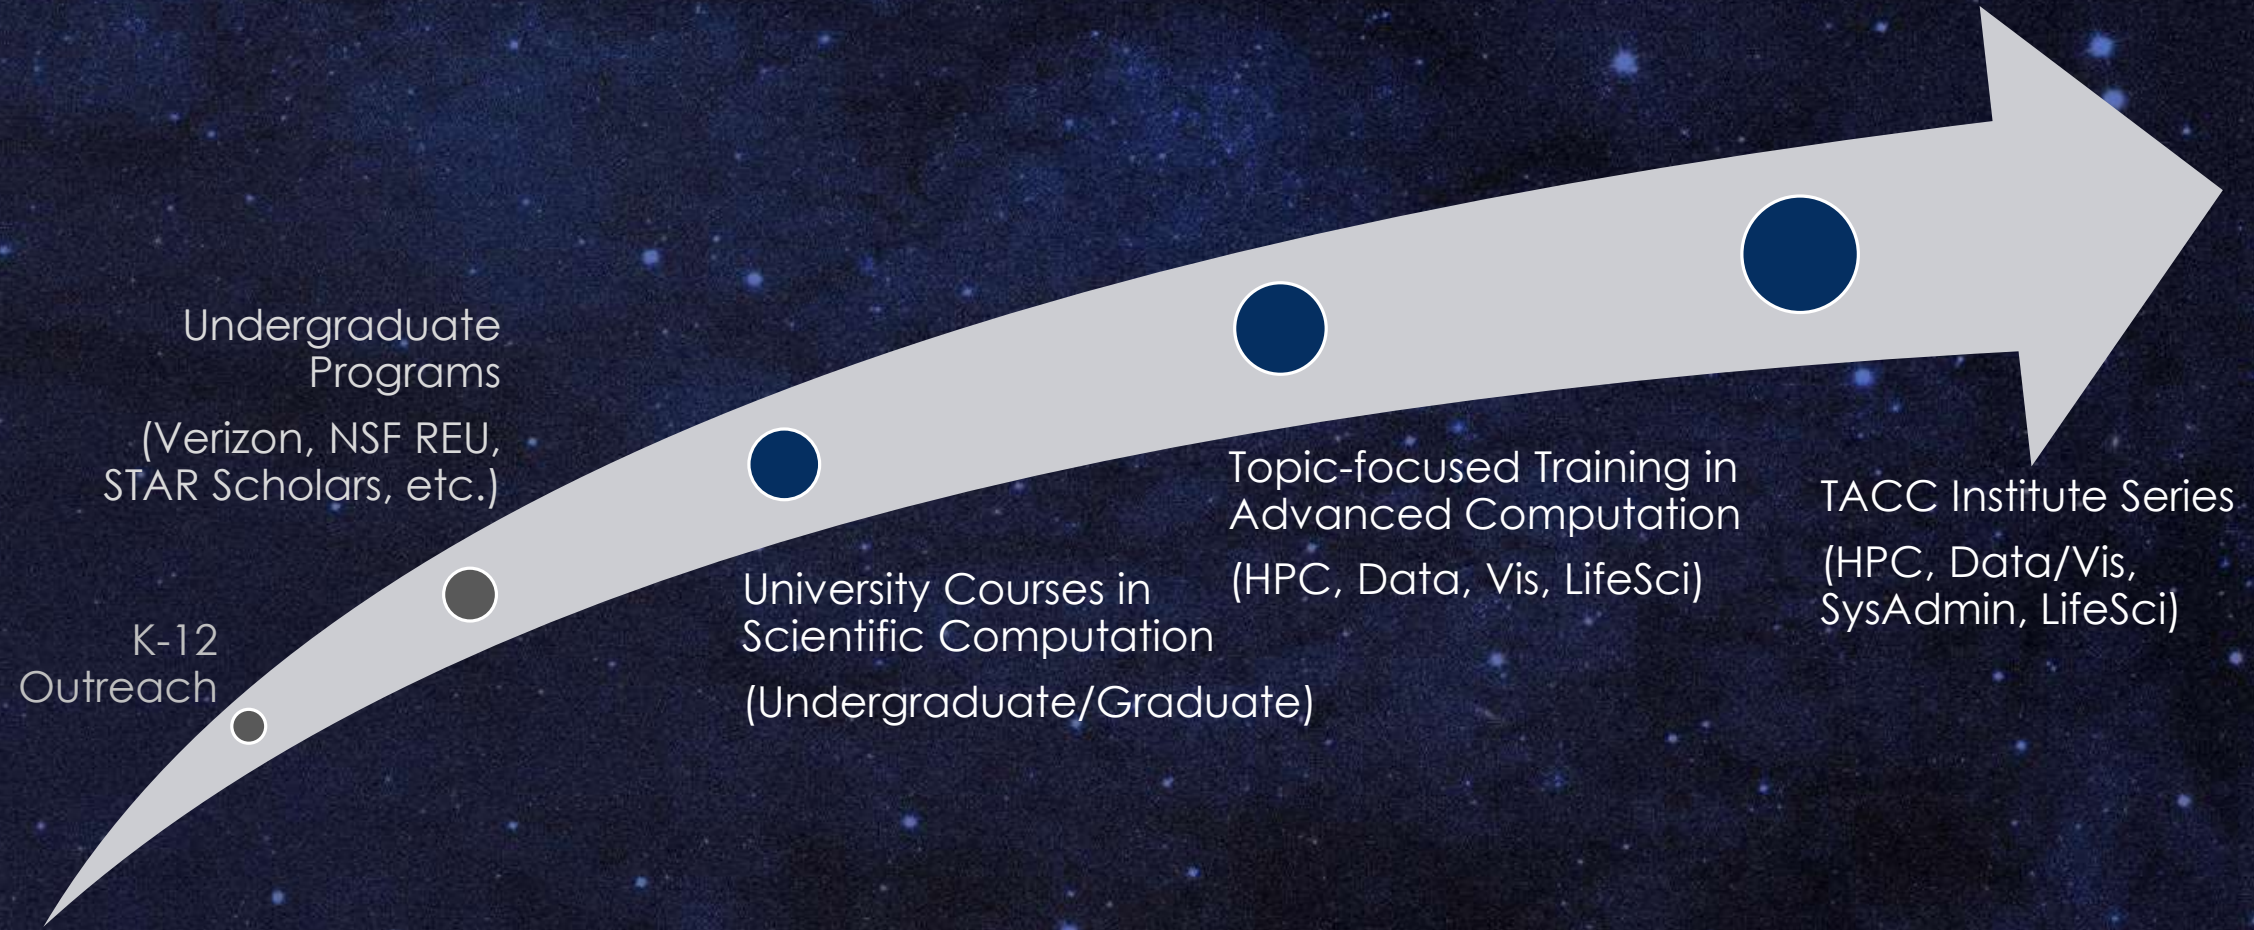 K-12
Outreach
Undergraduate
Programs
(Verizon, NSF REU,
STAR Scholars, etc.)
University Courses in
Scientific Computation
(Undergraduate/Graduate)
Topic-focused Training in
Advanced Computation
(HPC, Data, Vis, LifeSci)
TACC Institute Series
(HPC, Data/Vis,
SysAdmin, LifeSci)